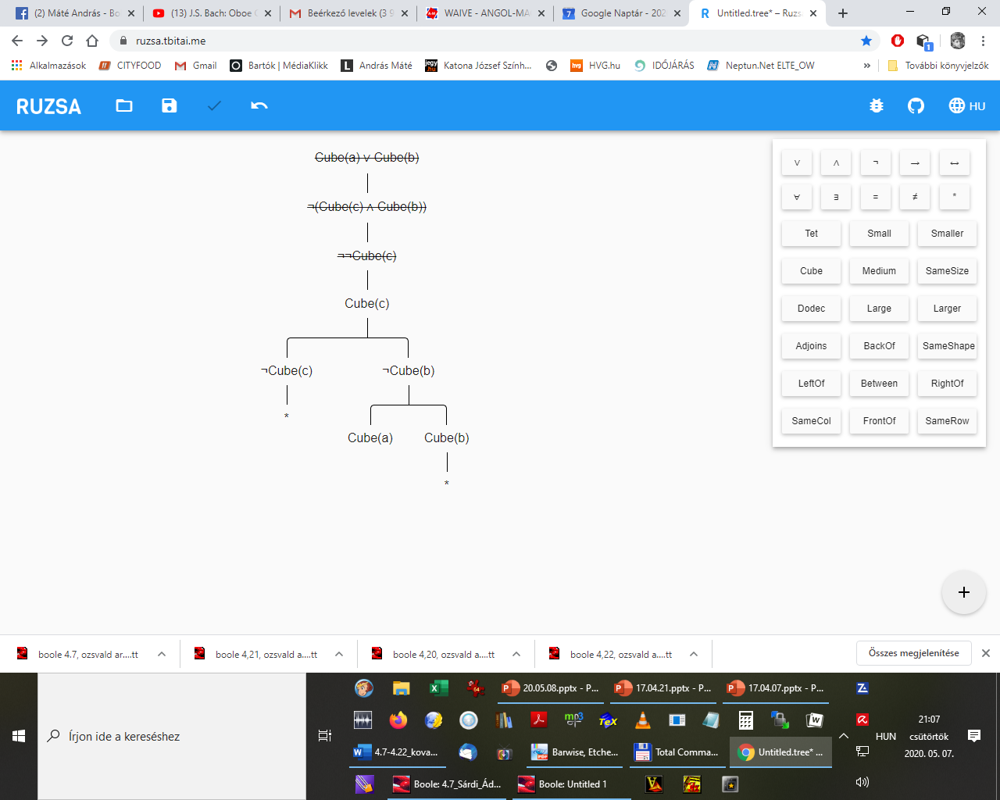 (2) Máté András - Bo
(13) J.S. Bach: Oboe C
Beérkező levelek (3 9
WAIVE - ANGOL-MA
Google Naptár - 202
Untitled.tree* – Ruzs
ruzsa.tbitai.me
Alkalmazások
CITYFOOD
Gmail
Bartók | MédiaKlikk
András Máté
Katona József Szính...
HVG.hu
IDŐJÁRÁS
Neptun.Net ELTE_OW
»
További könyvjelzők
RUZSA
HU
Cube(a) ∨ Cube(b)
¬(Cube(c) ∧ Cube(b))
¬¬Cube(c)
Cube(c)
¬Cube(c) ¬Cube(b)
*
Cube(a) Cube(b)
*
∨ ∧ ¬ → ↔
∀ ∃ = ≠ *
Tet Small Smaller
Cube Medium SameSize
Dodec Large Larger
Adjoins BackOf SameShape
LeftOf Between RightOf
SameCol FrontOf SameRow
+
boole 4.7, ozsvald ar....tt
boole 4,21, ozsvald a....tt
boole 4,20, ozsvald a....tt
boole 4,22, ozsvald a....tt
Összes megjelenítése
Írjon ide a kereséshez
20.05.08.pptx - P...
17.04.21.pptx - P...
17.04.07.pptx - P...
4.7-4.22_kova...
Barwise, Etche...
Total Comma...
Untitled.tree* ...
Boole: 4.7_Sárdi_Ád...
Boole: Untitled 1
HUN
21:07
csütörtök
2020. 05. 07.